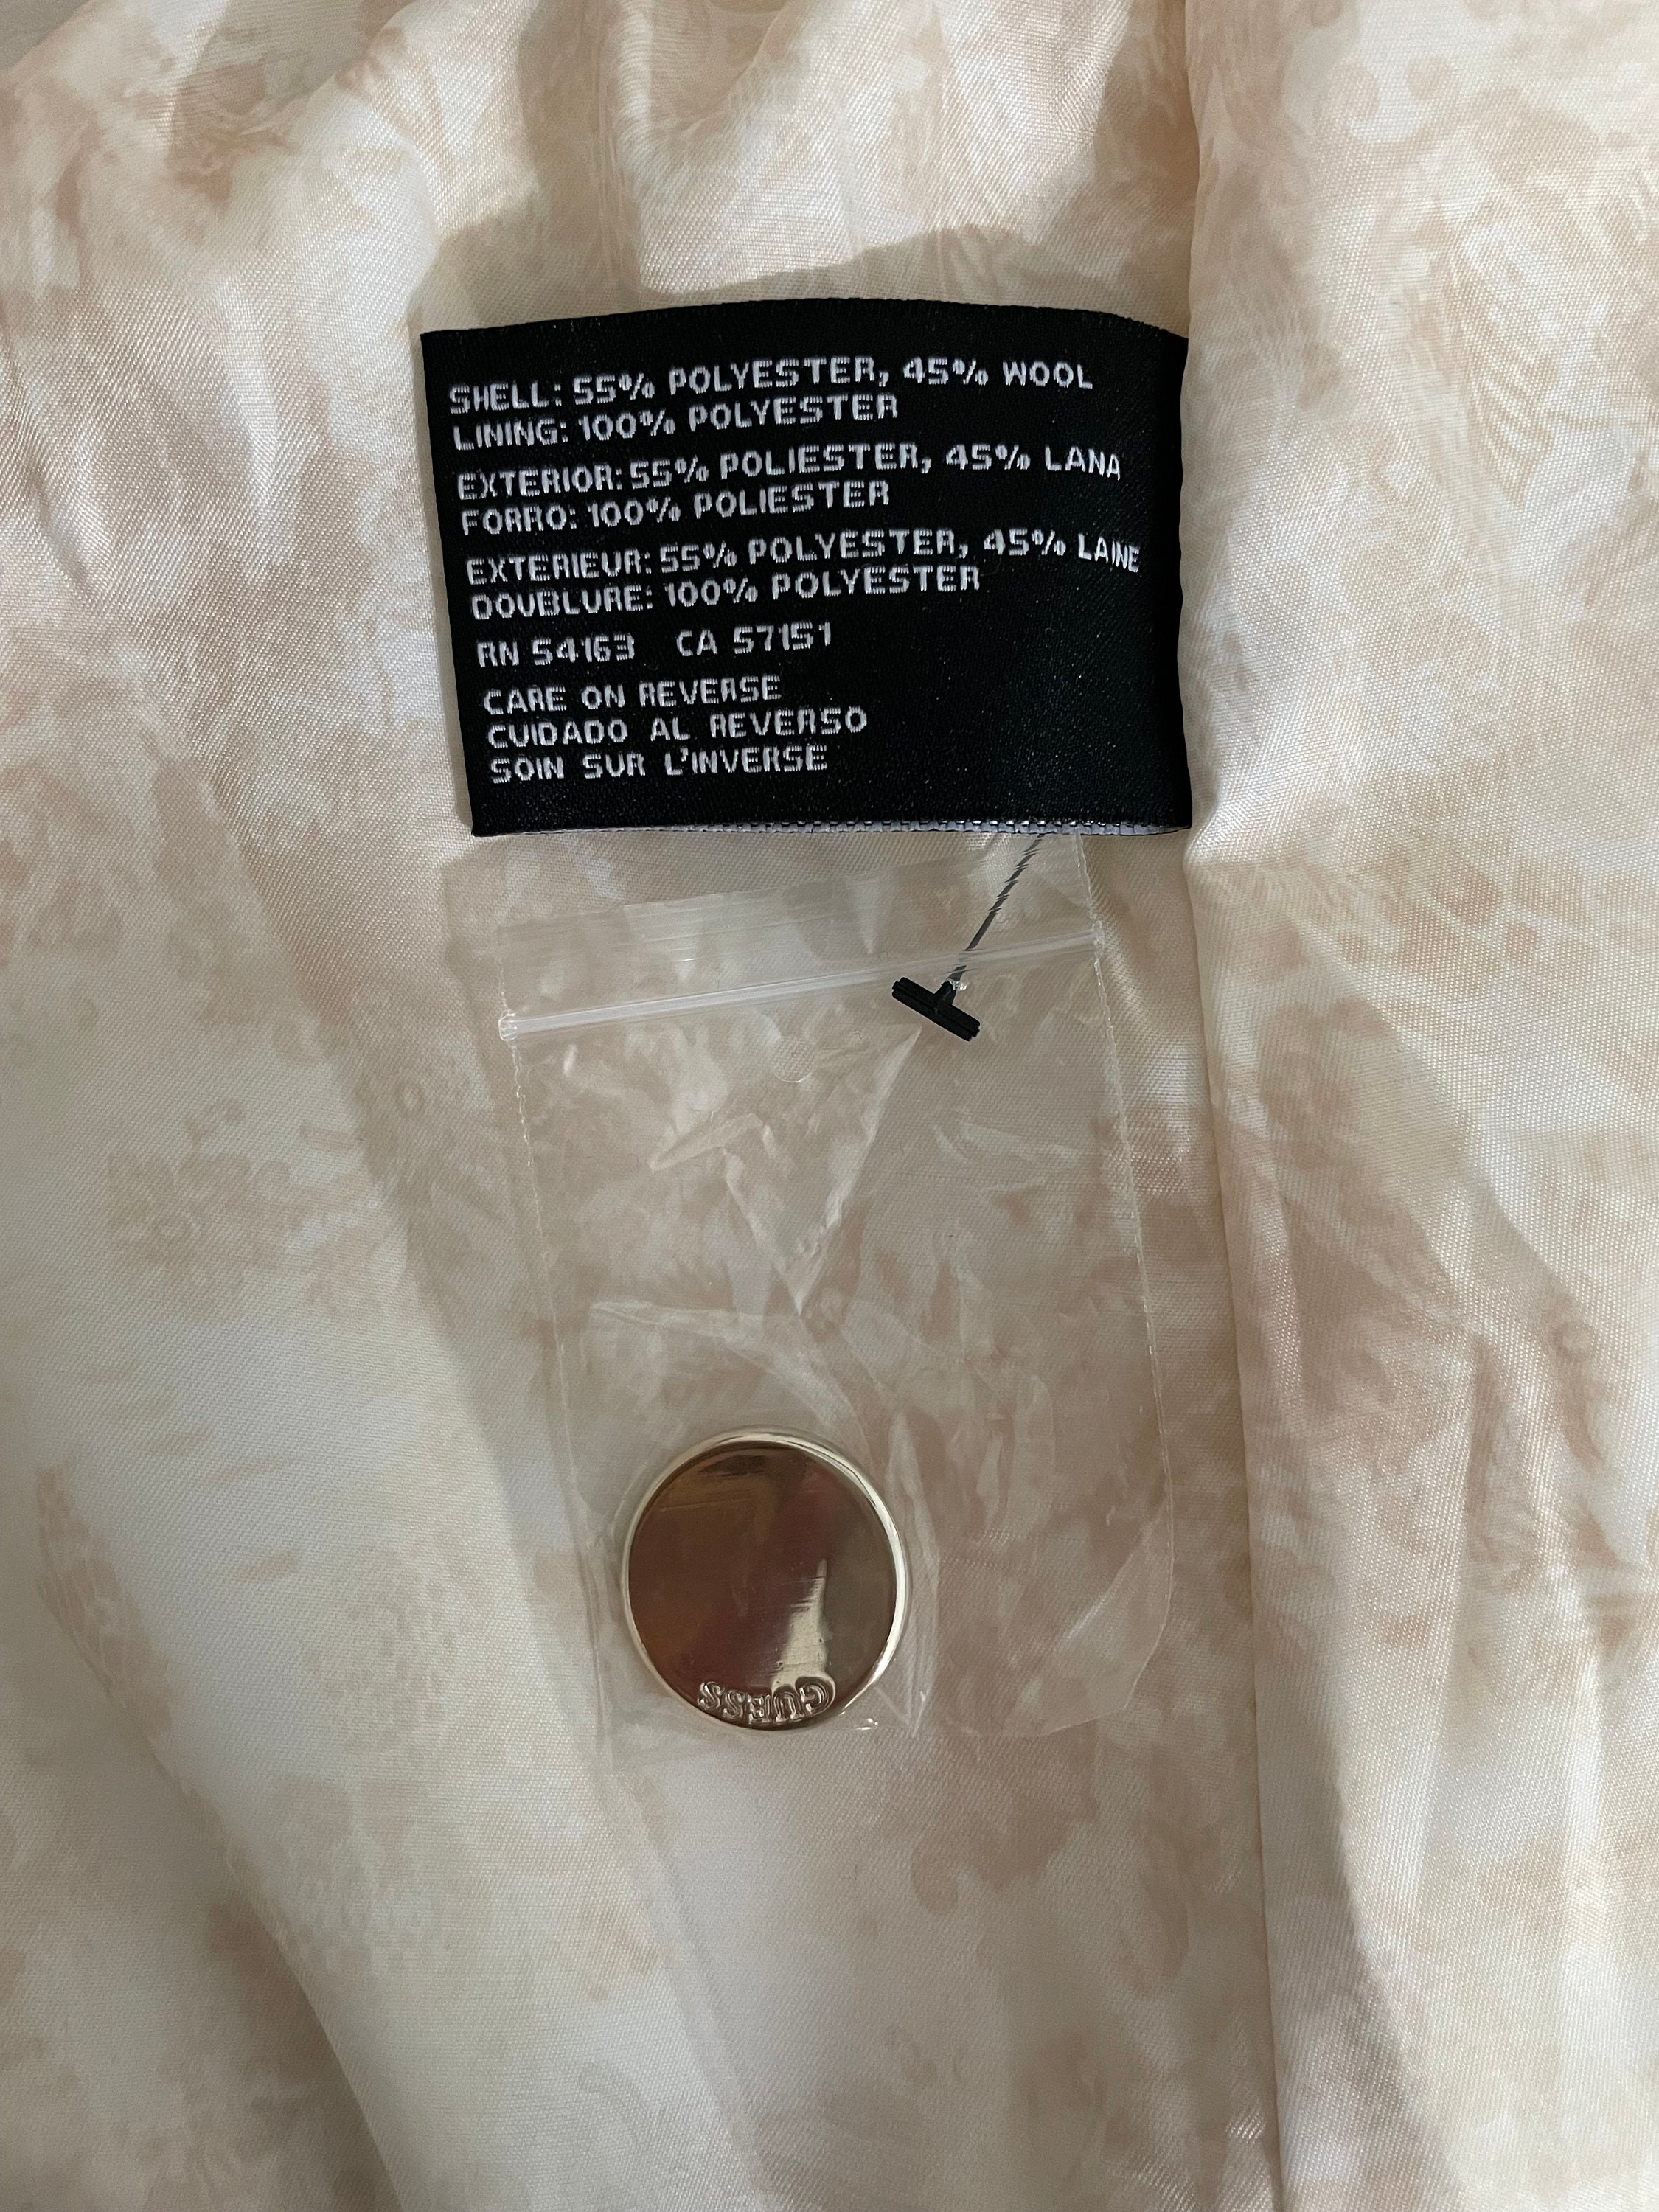 SHELL: 55% POLYESTER, 45% WOOL
LINING: 100% POLYESTER
EXTERIOR: 55% POLIESTER, 45% LANA
FORRO: 100% POLIESTER
EXTERIEUR: 55% POLYESTER, 45% LAINE
DOUBLURE: 100% POLYESTER
RN 54163 CA 57151
CARE ON REVERSE
CUIDADO AL REVERSO
SOIN SUR L'INVERSE
GUESS